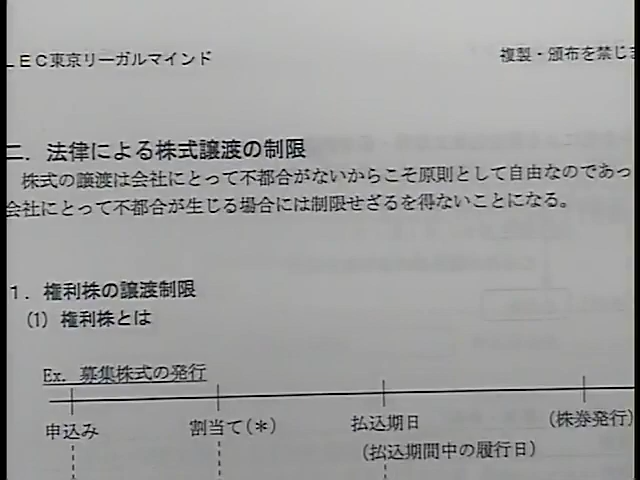 LEC東京リーガルマインド
複製・頒布を禁じま
二．法律による株式譲渡の制限
株式の譲渡は会社にとって不都合がないからこそ原則として自由なのであっ
会社にとって不都合が生じる場合には制限せざるを得ないことになる。
1．権利株の譲渡制限
(1) 権利株とは
Ex. 募集株式の発行
申込み 割当て(＊) 払込期日 (株券発行)
(払込期間中の履行日)